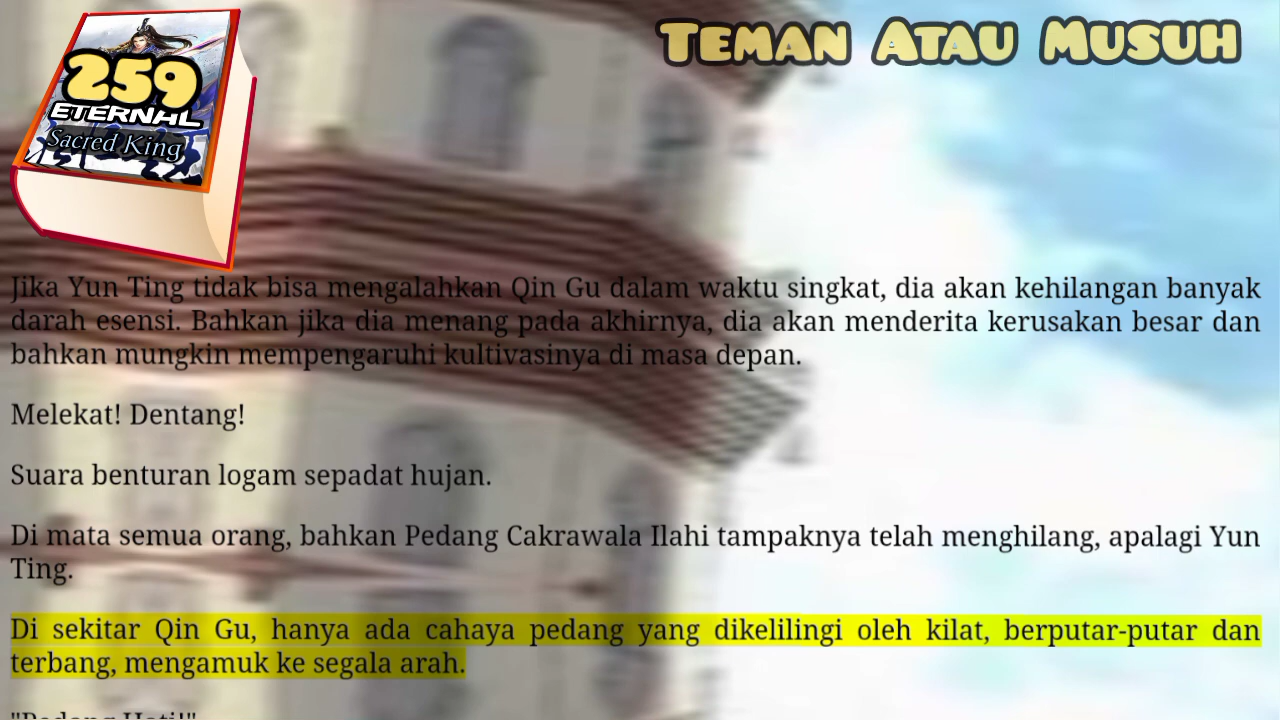 Teman Atau Musuh
259
ETERNAL
Sacred King
Jika Yun Ting tidak bisa mengalahkan Qin Gu dalam waktu singkat, dia akan kehilangan banyak
darah esensi. Bahkan jika dia menang pada akhirnya, dia akan menderita kerusakan besar dan
bahkan mungkin mempengaruhi kultivasinya di masa depan.
Melekat! Dentang!
Suara benturan logam sepadat hujan.
Di mata semua orang, bahkan Pedang Cakrawala Ilahi tampaknya telah menghilang, apalagi Yun
Ting.
Di sekitar Qin Gu, hanya ada cahaya pedang yang dikelilingi oleh kilat, berputar-putar dan
terbang, mengamuk ke segala arah.
"Pedang Hati!"